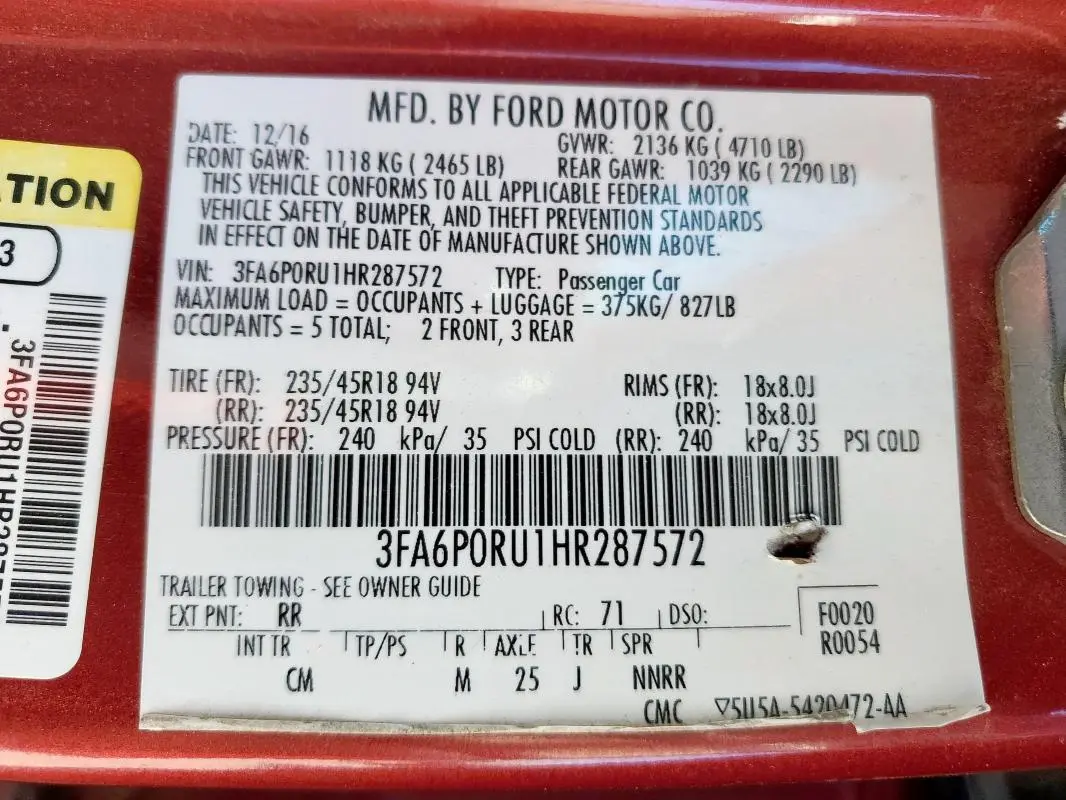 MFD. BY FORD MOTOR CO.
DATE: 12/16 GVWR: 2136 KG ( 4710 LB)
FRONT GAWR: 1118 KG ( 2465 LB) REAR GAWR: 1039 KG ( 2290 LB)
THIS VEHICLE CONFORMS TO ALL APPLICABLE FEDERAL MOTOR
VEHICLE SAFETY, BUMPER, AND THEFT PREVENTION STANDARDS
IN EFFECT ON THE DATE OF MANUFACTURE SHOWN ABOVE.
VIN: 3FA6P0RU1HR287572 TYPE: Passenger Car
MAXIMUM LOAD = OCCUPANTS + LUGGAGE = 375KG/ 827LB
OCCUPANTS = 5 TOTAL; 2 FRONT, 3 REAR
TIRE (FR): 235/45R18 94V RIMS (FR): 18x8.0J
(RR): 235/45R18 94V (RR): 18x8.0J
PRESSURE (FR): 240 kPa/ 35 PSI COLD (RR): 240 kPa/ 35 PSI COLD
3FA6P0RU1HR287572
TRAILER TOWING - SEE OWNER GUIDE
EXT PNT: RR RC: 71 DSO: F0020
R0054
INT TR TP/PS R AXLE TR SPR
CM M 25 J NNRR
CMC ▽5U5A-5420472-AA
TION
3
3FA6P0RU1HR2875